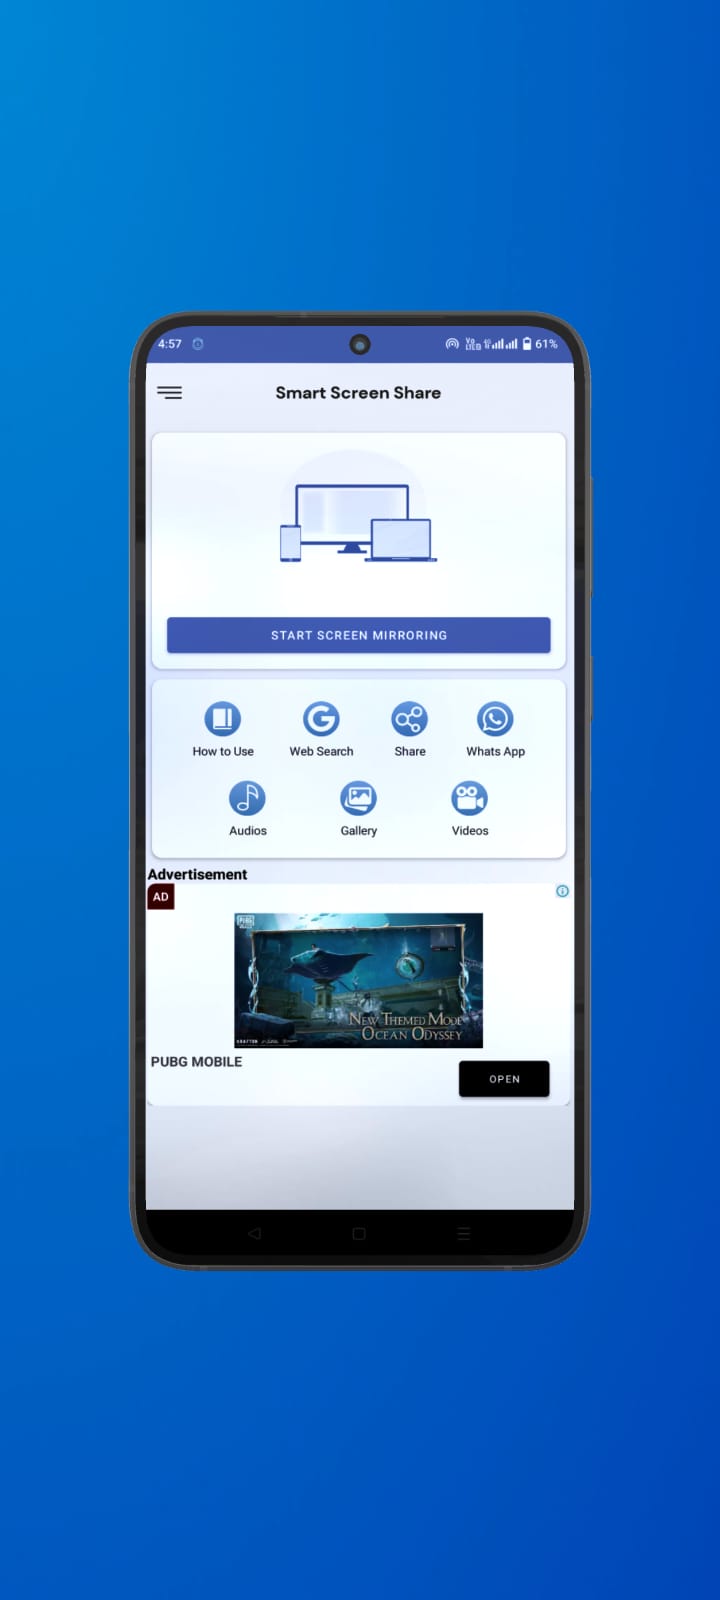 4:57
61%
Smart Screen Share
START SCREEN MIRRORING
How to Use
Web Search
Share
Whats App
Audios
Gallery
Videos
Advertisement
AD
PUBG
NEW THEMED MODE
OCEAN ODYSSEY
PUBG MOBILE
OPEN